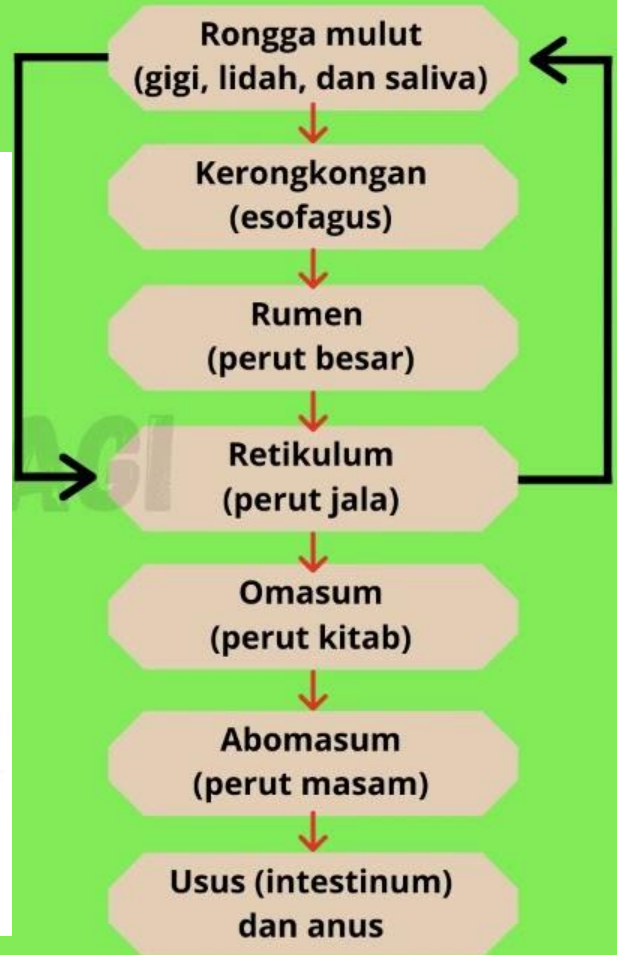 Rongga mulut
(gigi, lidah, dan saliva)
Kerongkongan
(esofagus)
Rumen
(perut besar)
Retikulum
(perut jala)
Omasum
(perut kitab)
Abomasum
(perut masam)
Usus (intestinum)
dan anus